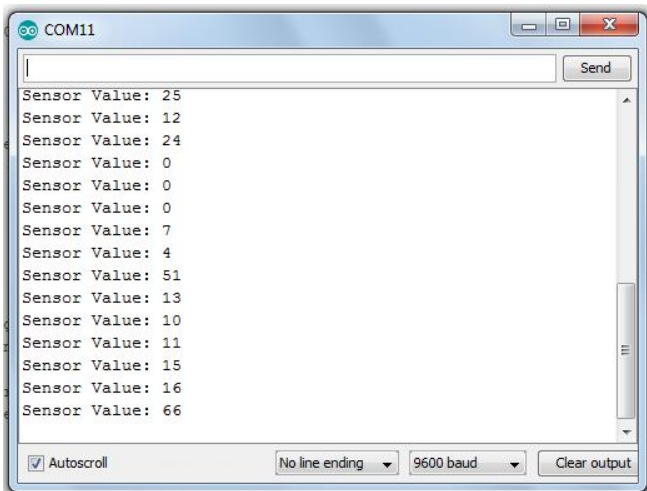 COM11
Send
Sensor Value: 25
Sensor Value: 12
Sensor Value: 24
Sensor Value: 0
Sensor Value: 0
Sensor Value: 0
Sensor Value: 7
Sensor Value: 4
Sensor Value: 51
Sensor Value: 13
Sensor Value: 10
Sensor Value: 11
Sensor Value: 15
Sensor Value: 16
Sensor Value: 66
Autoscroll No line ending 9600 baud Clear output